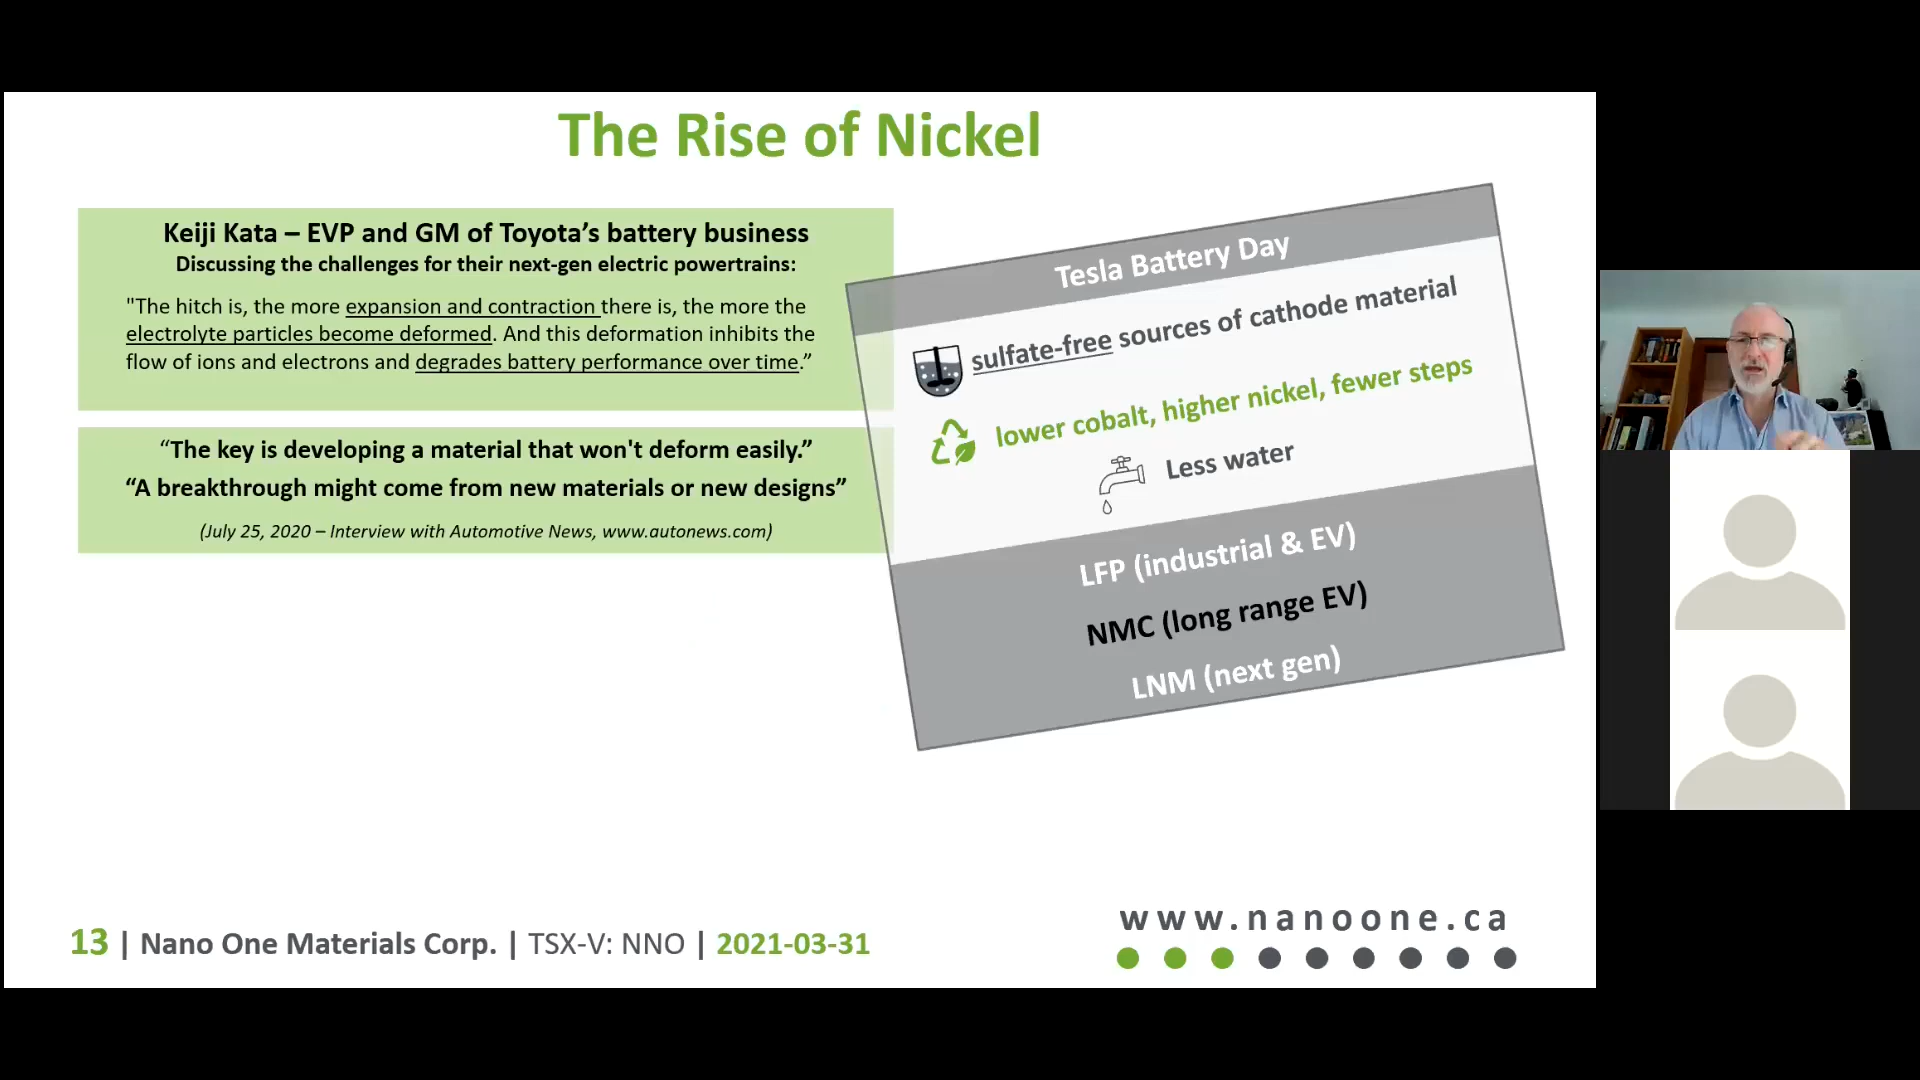 The Rise of Nickel
Keiji Kata – EVP and GM of Toyota’s battery business
Discussing the challenges for their next-gen electric powertrains:
"The hitch is, the more expansion and contraction there is, the more the
electrolyte particles become deformed. And this deformation inhibits the
flow of ions and electrons and degrades battery performance over time.”
“The key is developing a material that won't deform easily.”
“A breakthrough might come from new materials or new designs”
(July 25, 2020 – Interview with Automotive News, www.autonews.com)
Tesla Battery Day
sulfate-free sources of cathode material
lower cobalt, higher nickel, fewer steps
Less water
LFP (industrial & EV)
NMC (long range EV)
LNM (next gen)
13 | Nano One Materials Corp. | TSX-V: NNO | 2021-03-31
www.nanoone.ca